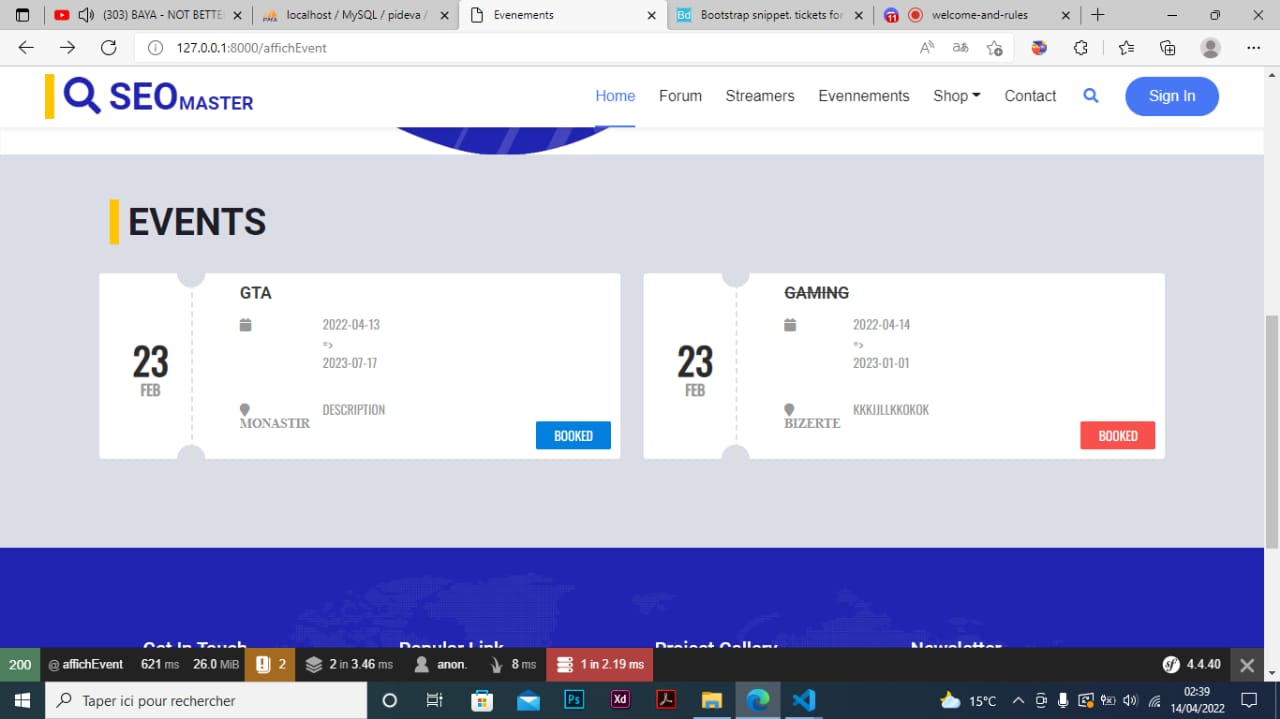 (303) BAYA - NOT BETTE
localhost / MySQL / pideva /
Evenements
Bd Bootstrap snippet. tickets for
11 welcome-and-rules
127.0.0.1:8000/affichEvent
SEOMASTER
Home Forum Streamers Evennements Shop Contact Sign In
EVENTS
GTA
23
FEB
2022-04-13
=>
2023-07-17
MONASTIR
DESCRIPTION
BOOKED
GAMING
23
FEB
2022-04-14
=>
2023-01-01
BIZERTE
KKKJJLLKKOKOK
BOOKED
Get In Touch Popular Link Project Gallery Newsletter
200 @ affichEvent 621 ms 26.0 MiB 2 2 in 3.46 ms anon. 8 ms 1 in 2.19 ms sf 4.4.40
Taper ici pour rechercher
Ps Xd
15°C
02:39
14/04/2022